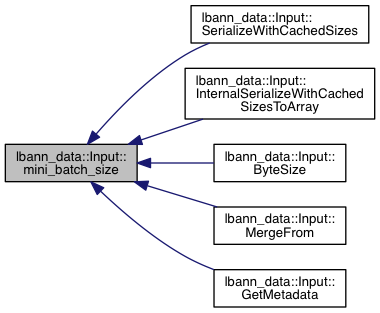 lbann_data::Input::
SerializeWithCachedSizes
lbann_data::Input::
InternalSerializeWithCached
SizesToArray
lbann_data::Input::
mini_batch_size
lbann_data::Input::
ByteSize
lbann_data::Input::
MergeFrom
lbann_data::Input::
GetMetadata